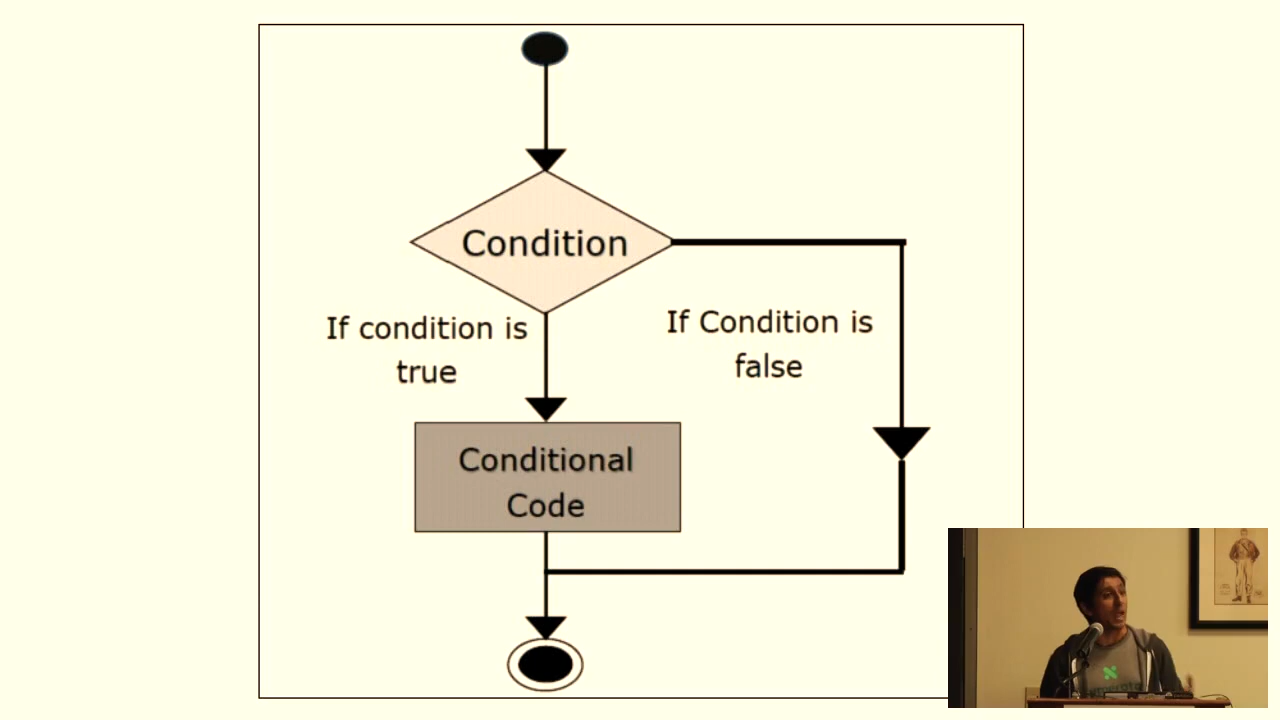 Condition
If condition is
true
If Condition is
false
Conditional
Code